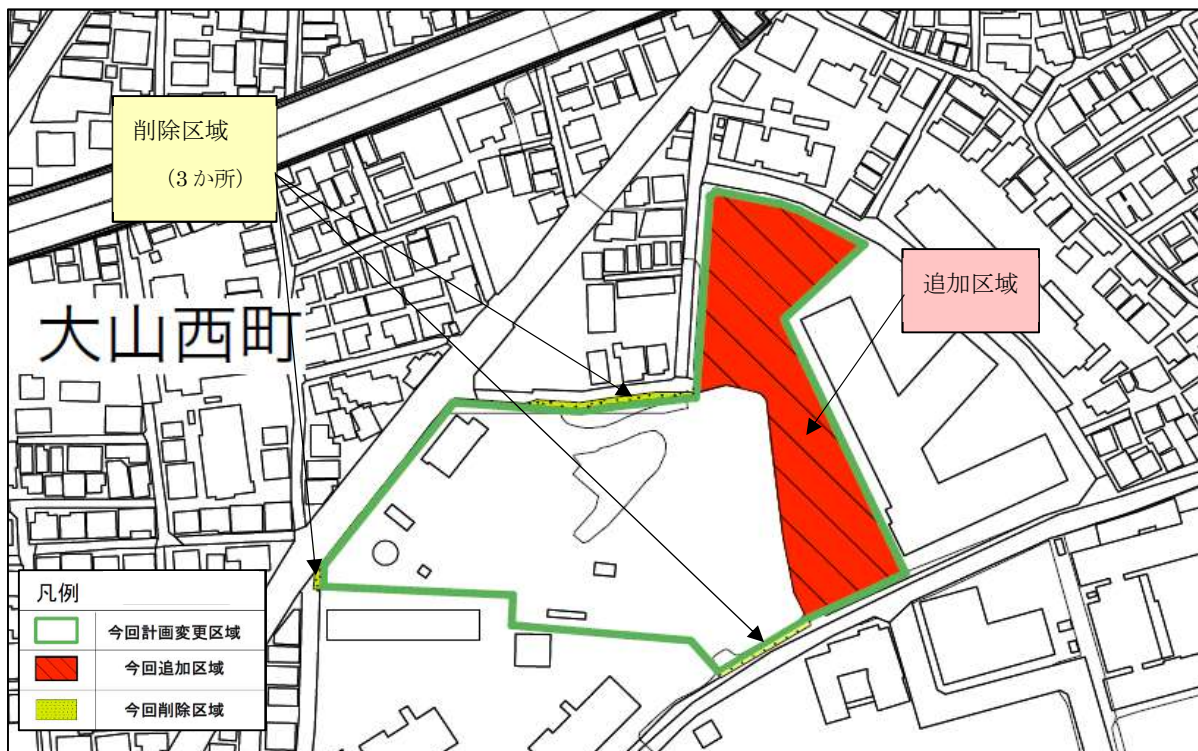 削除区域
（3か所）
追加区域
大山西町
凡例
今回計画変更区域
今回追加区域
今回削除区域